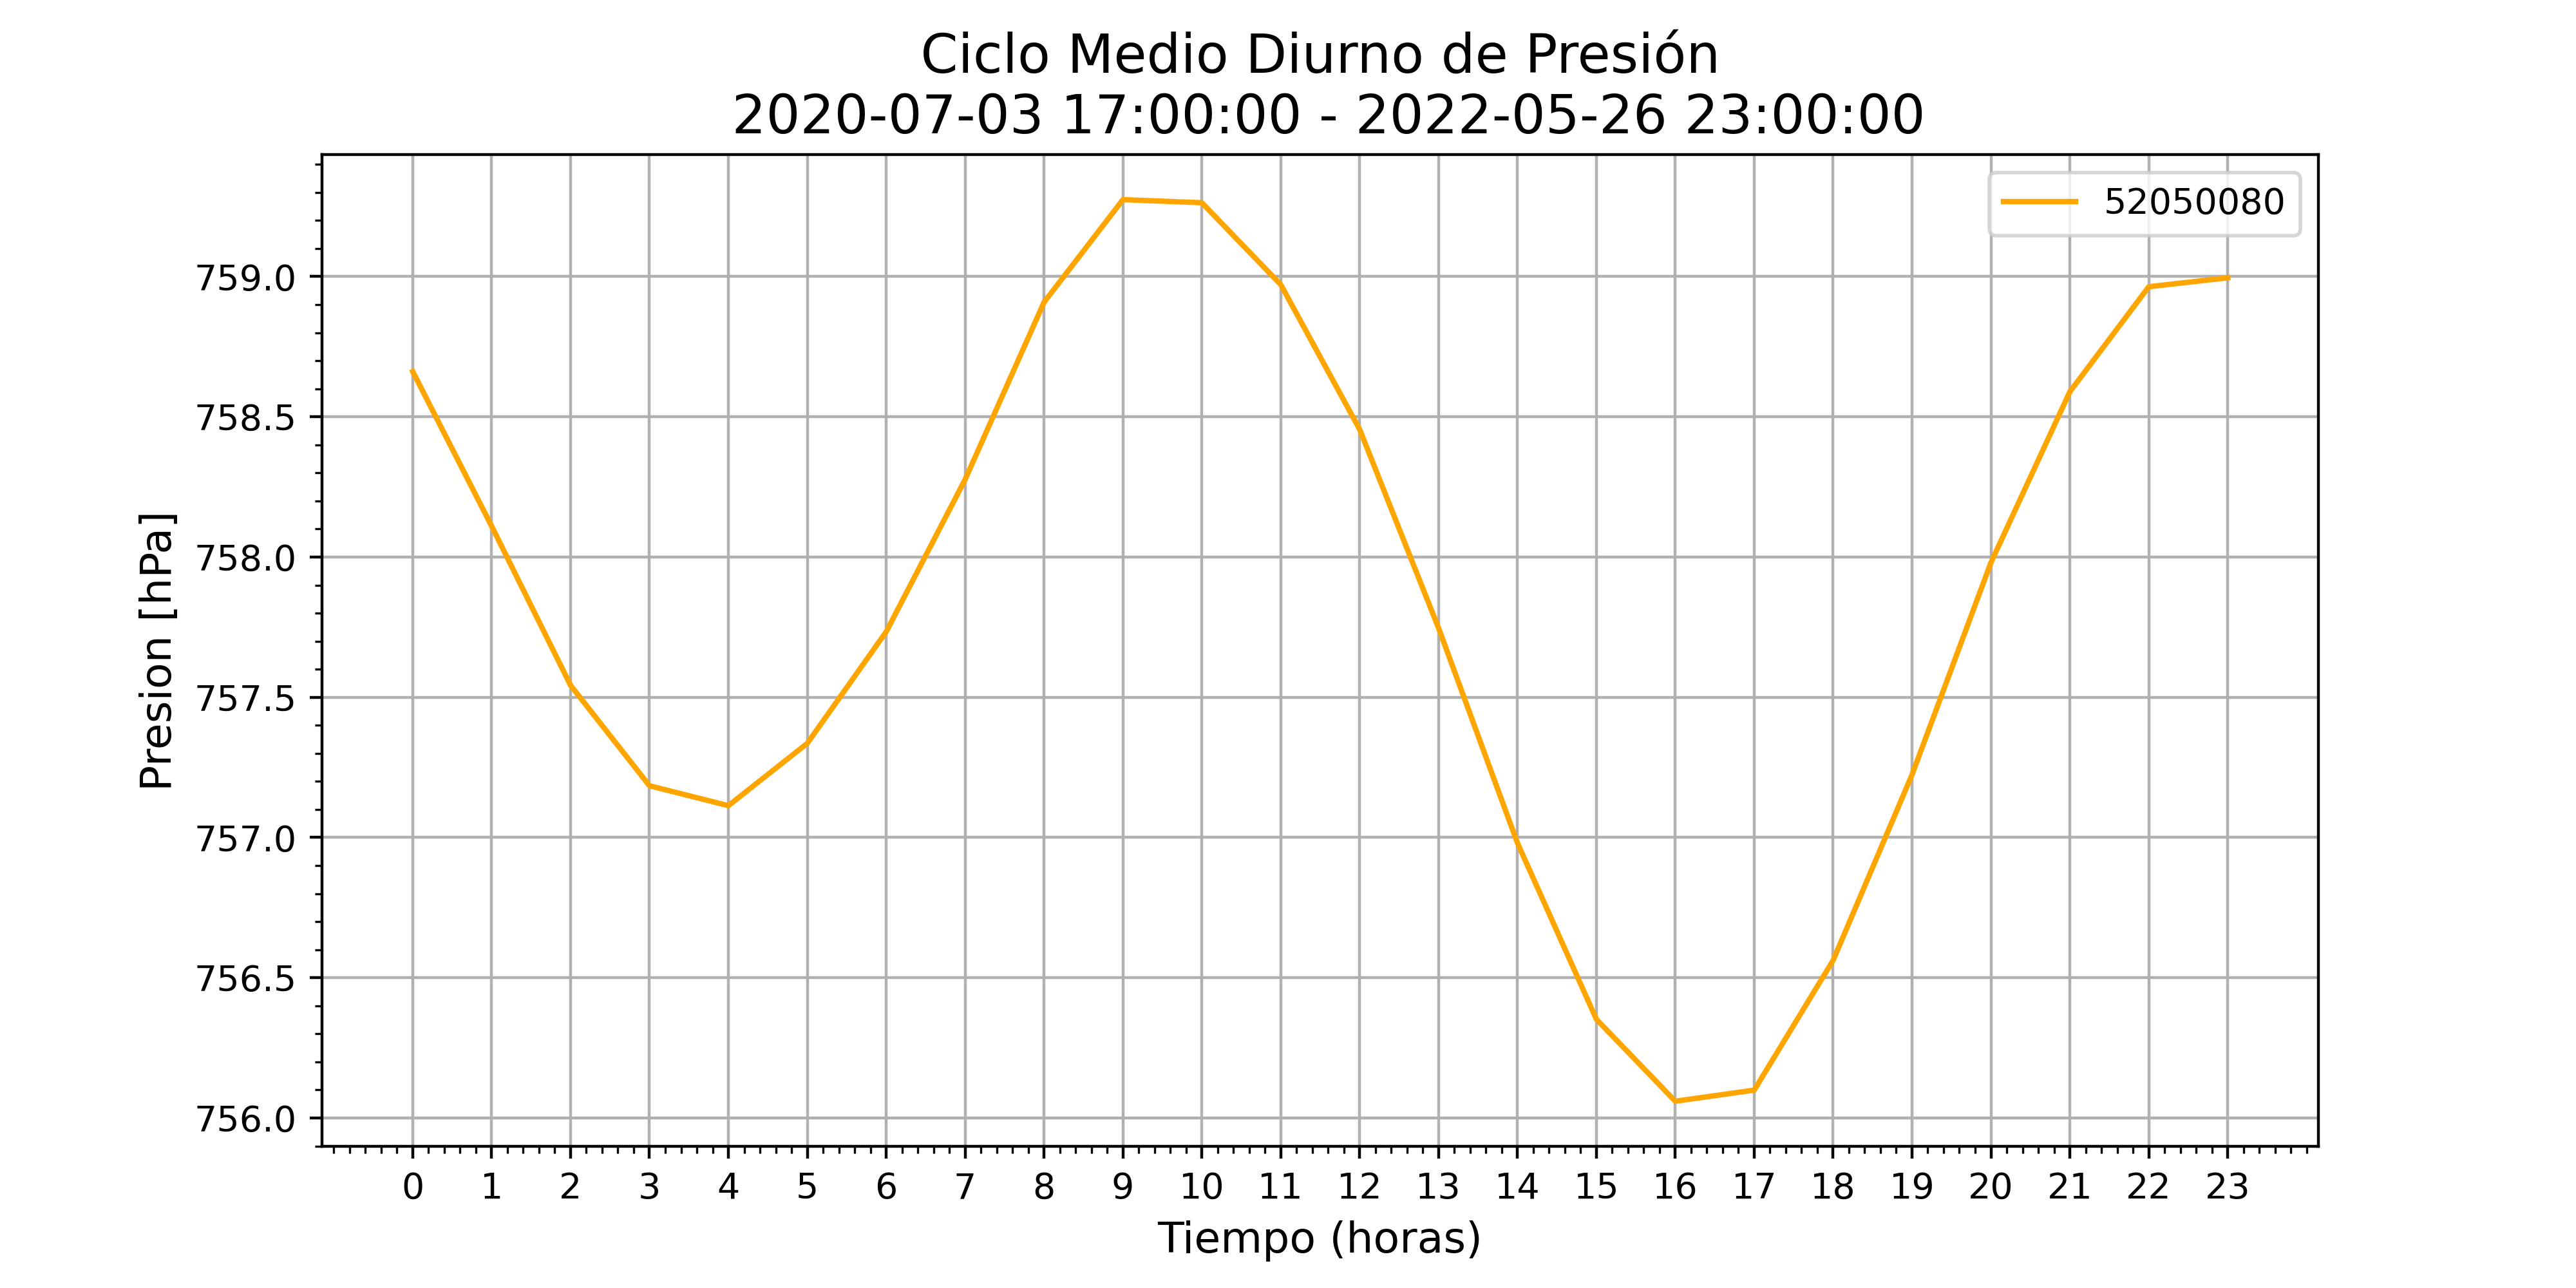 Ciclo Medio Diurno de Presión
2020-07-03 17:00:00 - 2022-05-26 23:00:00
52050080
Presion [hPa]
759.0
758.5
758.0
757.5
757.0
756.5
756.0
0 1 2 3 4 5 6 7 8 9 10 11 12 13 14 15 16 17 18 19 20 21 22 23
Tiempo (horas)